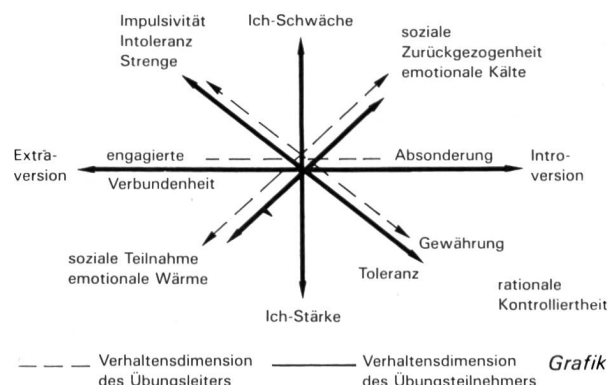 Impulsivität
Intoleranz
Strenge
Ich-Schwäche
soziale
Zurückgezogenheit
emotionale Kälte
Extra-
version
engagierte
Verbundenheit
Absonderung
Intro-
version
soziale Teilnahme
emotionale Wärme
Gewährung
Toleranz
rationale
Kontrolliertheit
Ich-Stärke
Verhaltensdimension
des Übungsleiters
Verhaltensdimension
des Übungsteilnehmers
Grafik